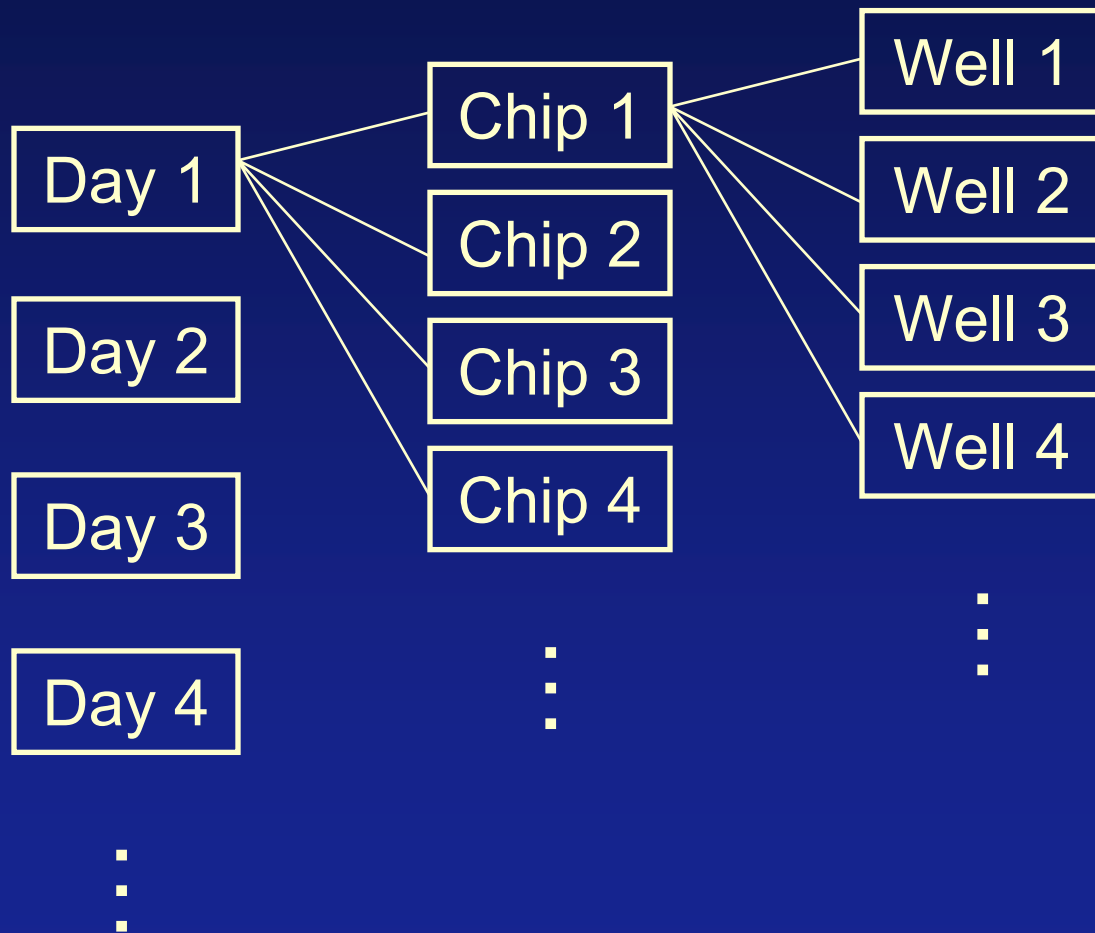 Day 1
Day 2
Day 3
Day 4
Chip 1
Chip 2
Chip 3
Chip 4
Well 1
Well 2
Well 3
Well 4